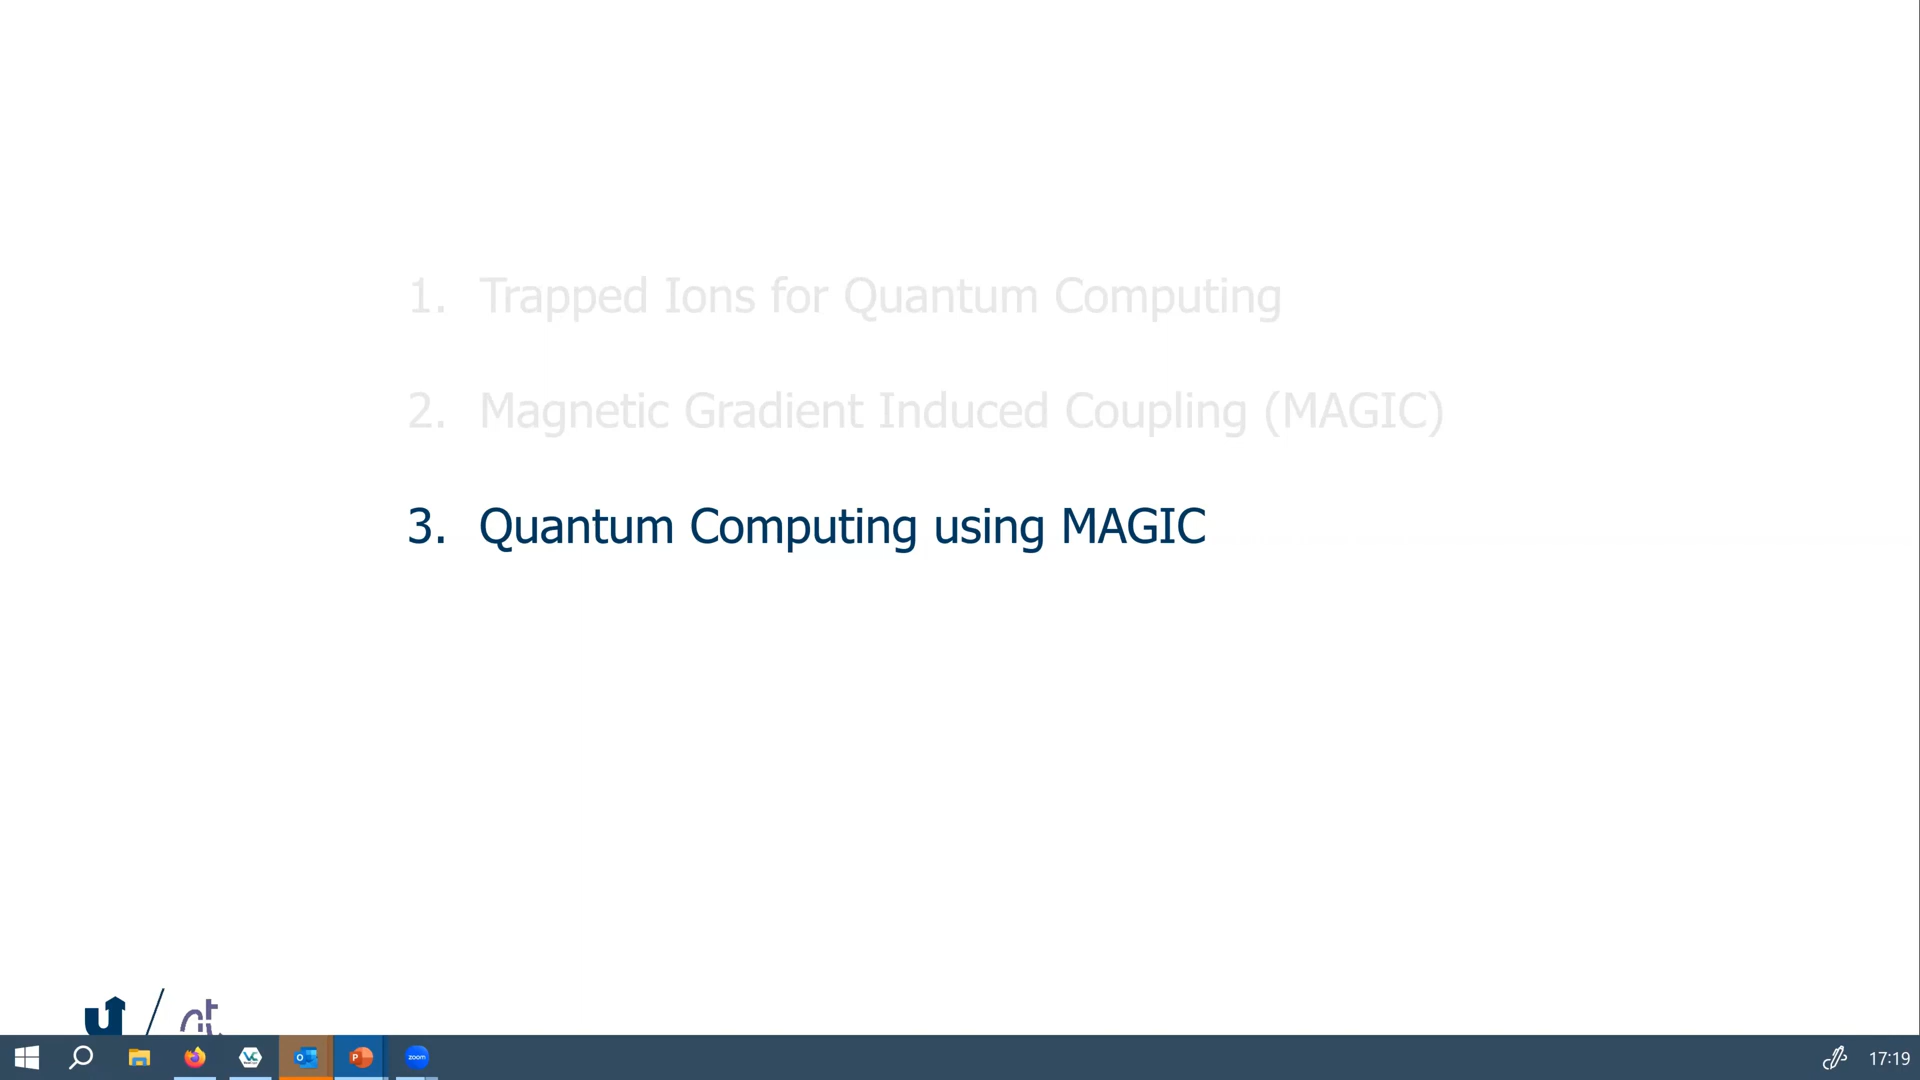 1. Trapped Ions for Quantum Computing
2. Magnetic Gradient Induced Coupling (MAGIC)
3. Quantum Computing using MAGIC
zoom
17:19